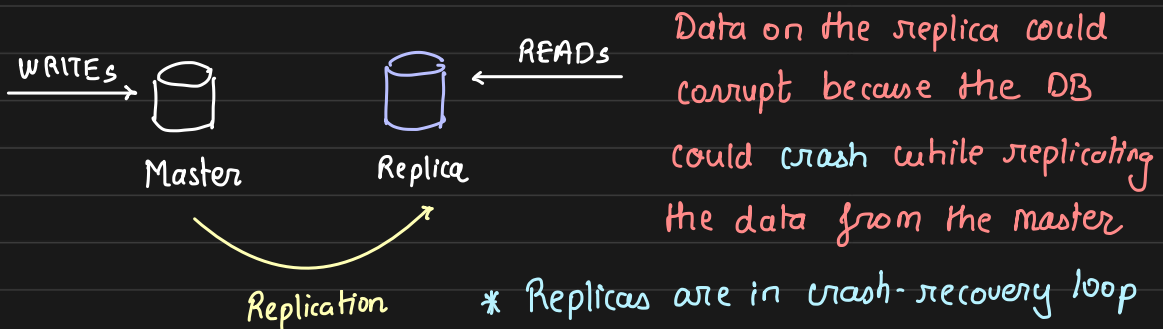 WRITEs
Master
Replica
READs
Replication
Data on the replica could
corrupt because the DB
could crash while replicating
the data from the master
* Replicas are in crash-recovery loop